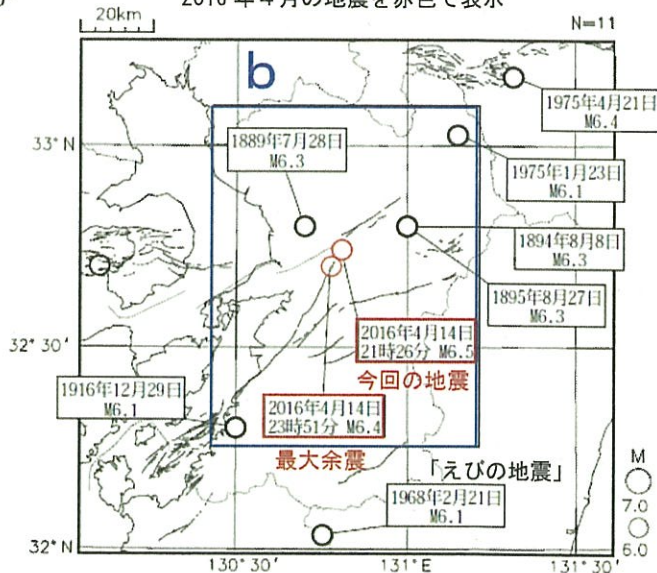 2016年4月の地震を赤色で表示
20km
N=11
b
1975年4月21日
M6.4
33°N
1889年7月28日
M6.3
1975年1月23日
M6.1
1894年8月8日
M6.3
1895年8月27日
M6.3
32°30'
2016年4月14日
21時26分 M6.5
今回の地震
1916年12月29日
M6.1
2016年4月14日
23時51分 M6.4
最大余震
「えびの地震」
M
7.0
6.0
1968年2月21日
M6.1
32°N
130°30'
131°E
131°30'